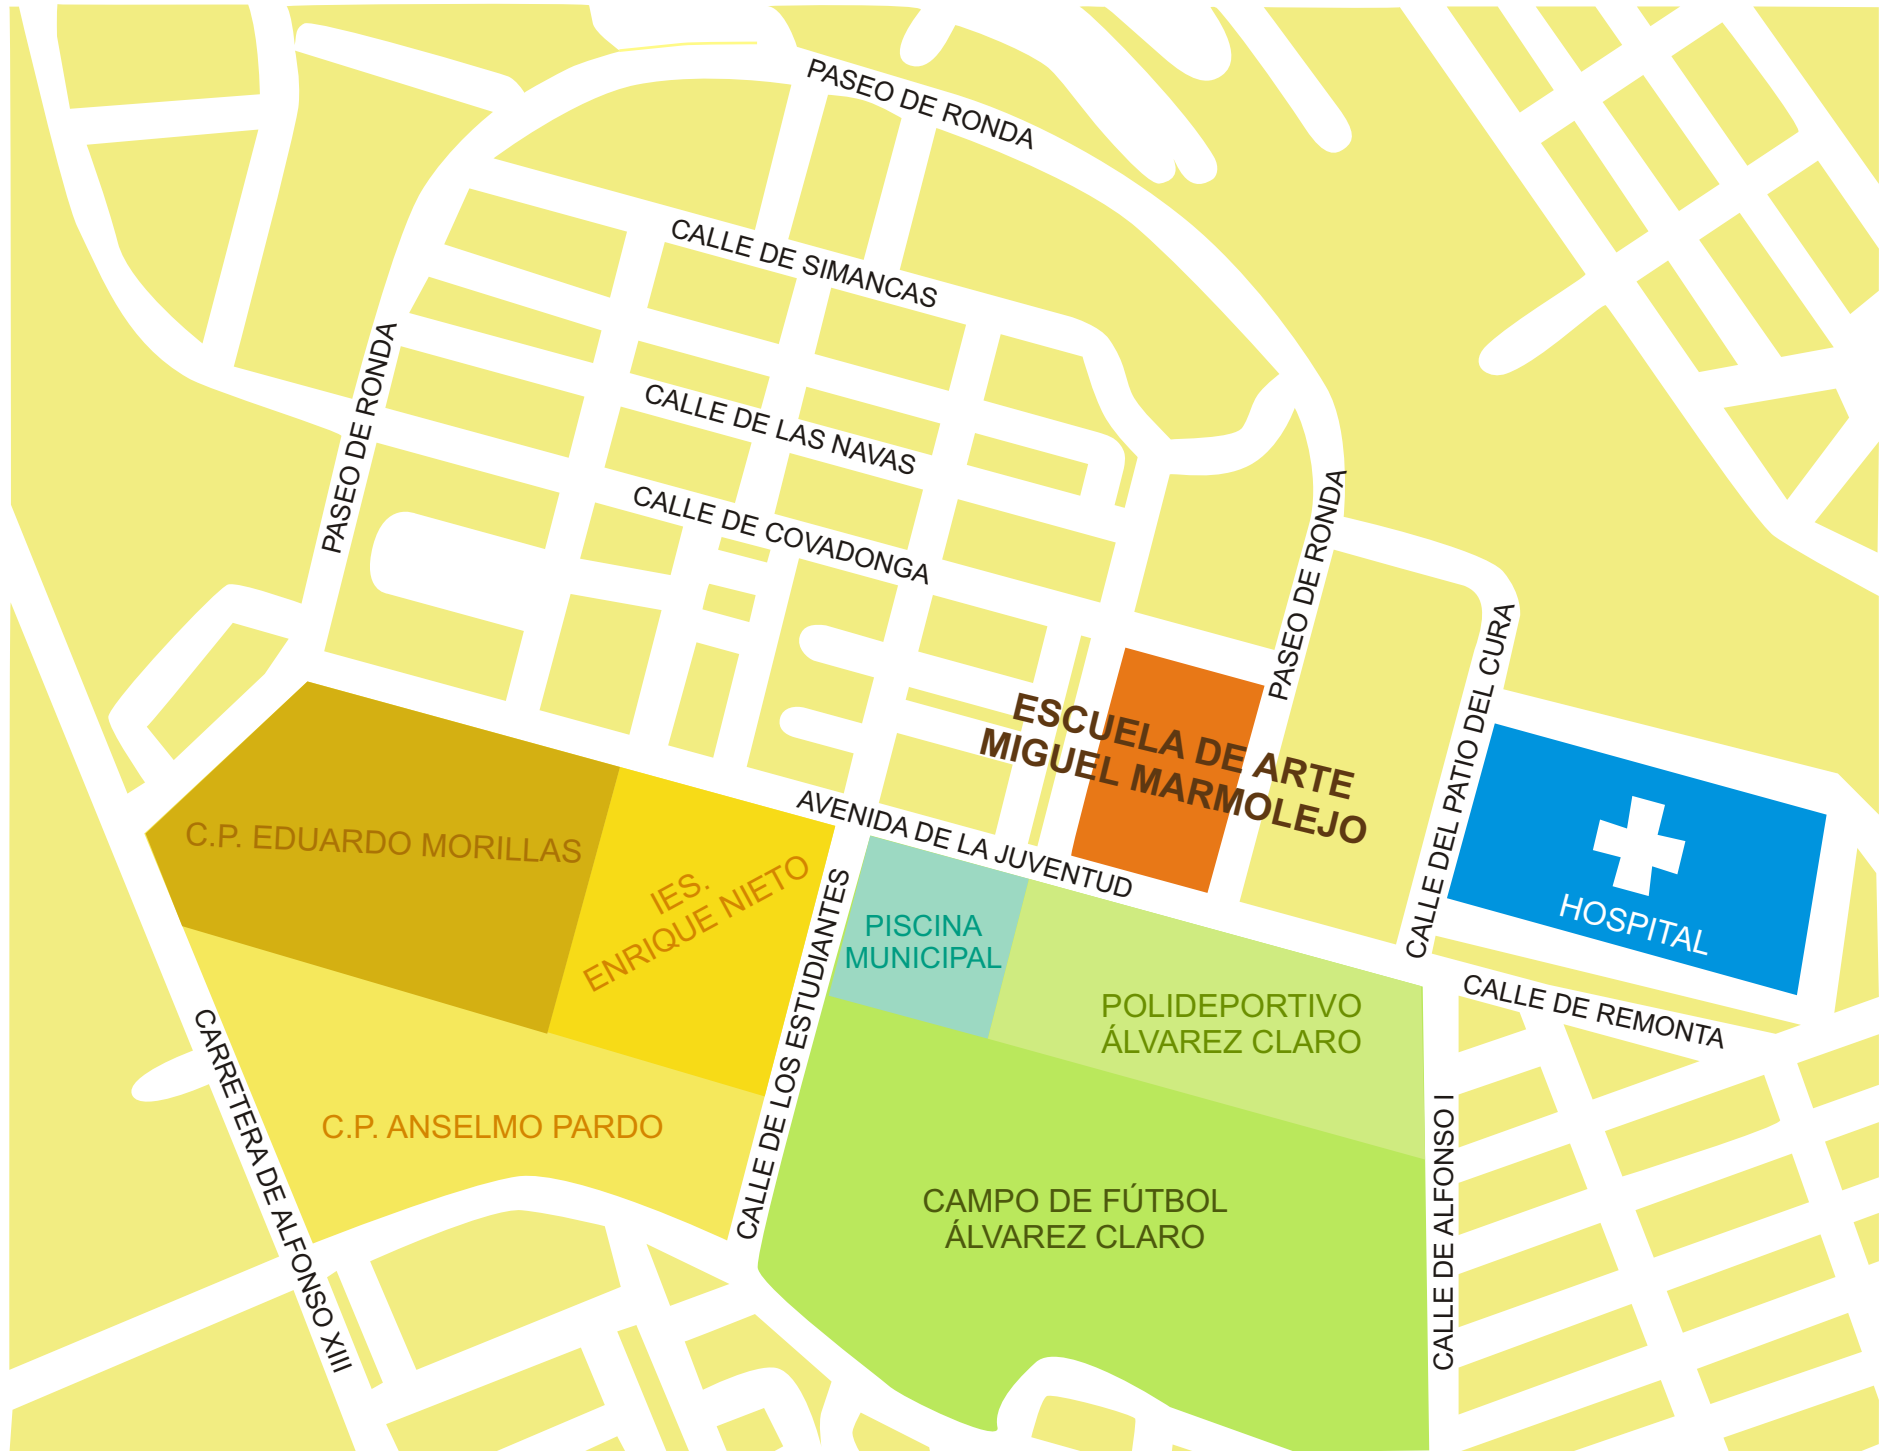 PASEO DE RONDA
CALLE DE SIMANCAS
PASEO DE RONDA
CALLE DE LAS NAVAS
CALLE DE COVADONGA
PASEO DE RONDA
CALLE DEL PATIO DEL CURA
ESCUELA DE ARTE
MIGUEL MARMOLEJO
AVENIDA DE LA JUVENTUD
C.P. EDUARDO MORILLAS
IES.
ENRIQUE NIETO
CALLE DE LOS ESTUDIANTES
PISCINA
MUNICIPAL
HOSPITAL
CALLE DE REMONTA
POLIDEPORTIVO
ÁLVAREZ CLARO
CARRETERA DE ALFONSO XIII
C.P. ANSELMO PARDO
CAMPO DE FÚTBOL
ÁLVAREZ CLARO
CALLE DE ALFONSO I